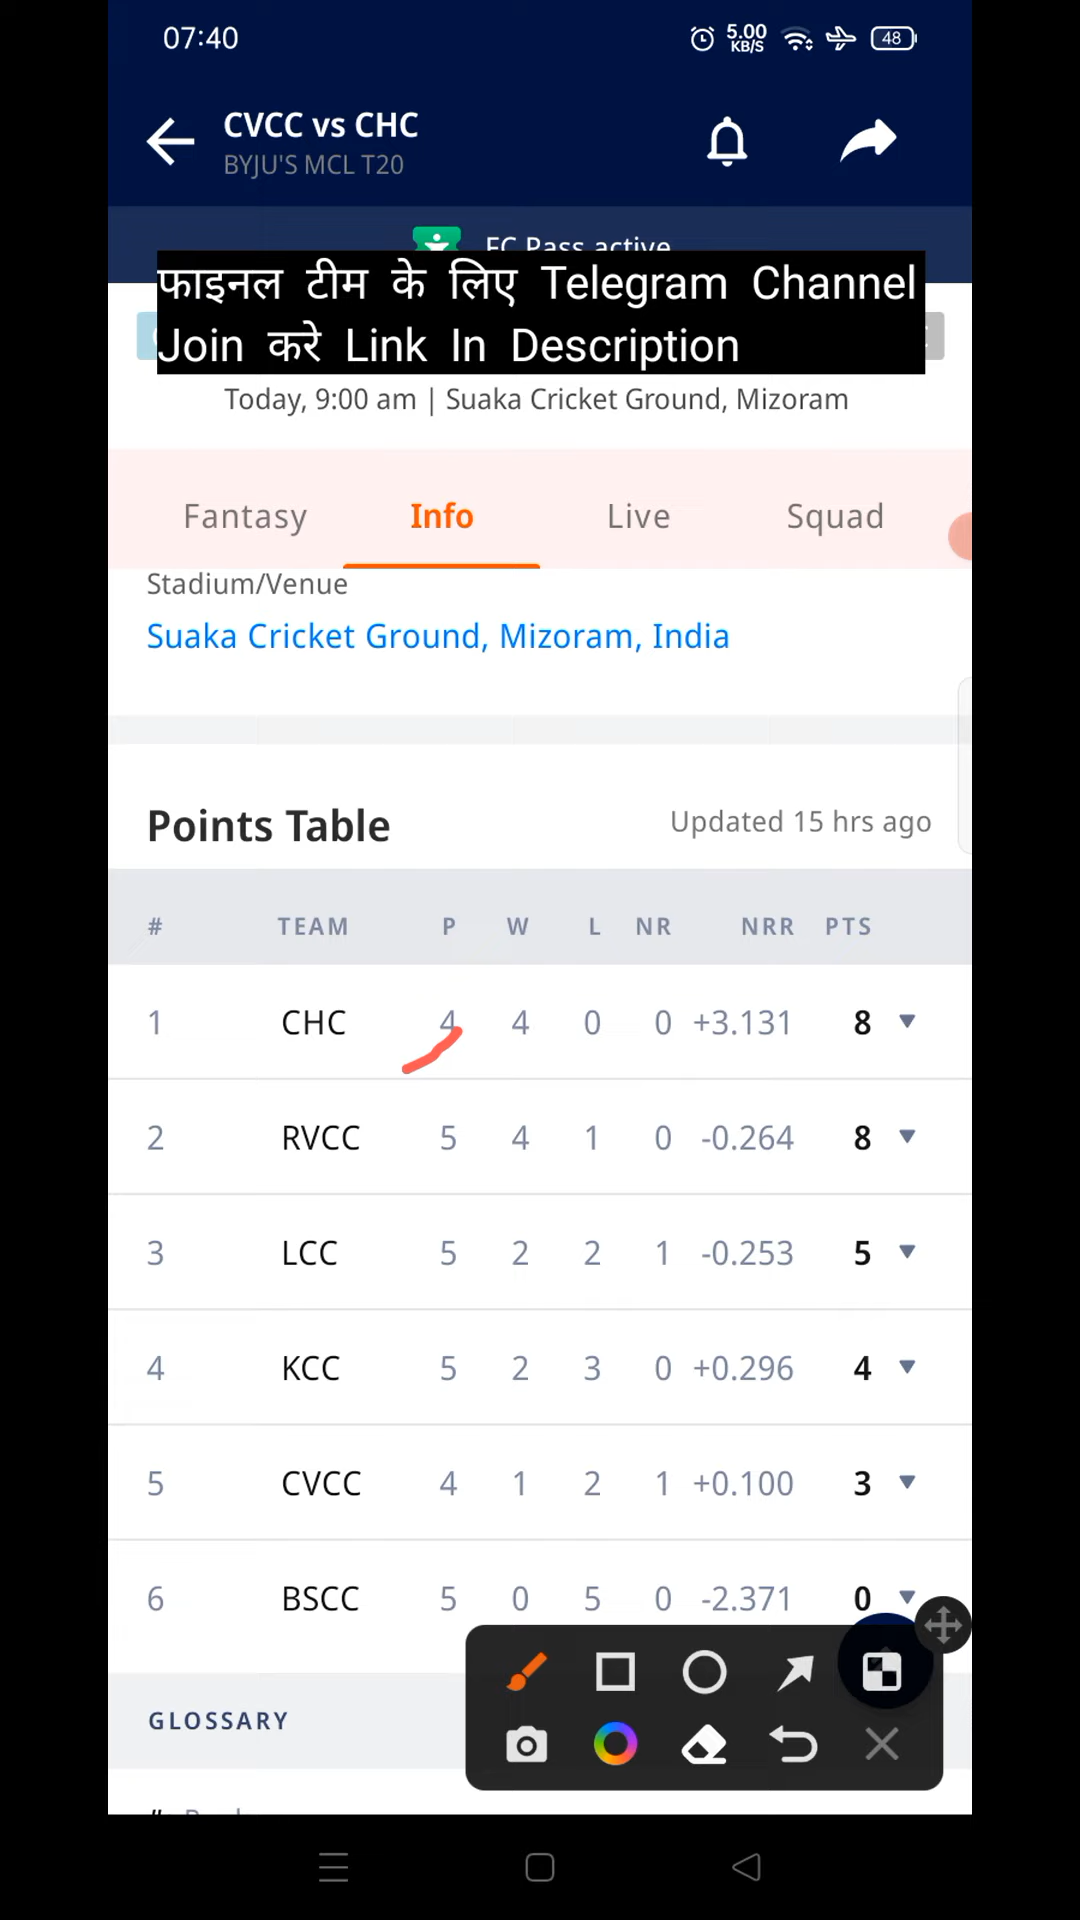 07:40 5.00 KB/S 48
CVCC vs CHC
BYJU'S MCL T20
FC Pass active
फाइनल टीम के लिए Telegram Channel
Join करे Link In Description
Today, 9:00 am | Suaka Cricket Ground, Mizoram
Fantasy Info Live Squad
Stadium/Venue
Suaka Cricket Ground, Mizoram, India
Points Table Updated 15 hrs ago
# TEAM P W L NR NRR PTS
1 CHC 4 4 0 0 +3.131 8
2 RVCC 5 4 1 0 -0.264 8
3 LCC 5 2 2 1 -0.253 5
4 KCC 5 2 3 0 +0.296 4
5 CVCC 4 1 2 1 +0.100 3
6 BSCC 5 0 5 0 -2.371 0
GLOSSARY